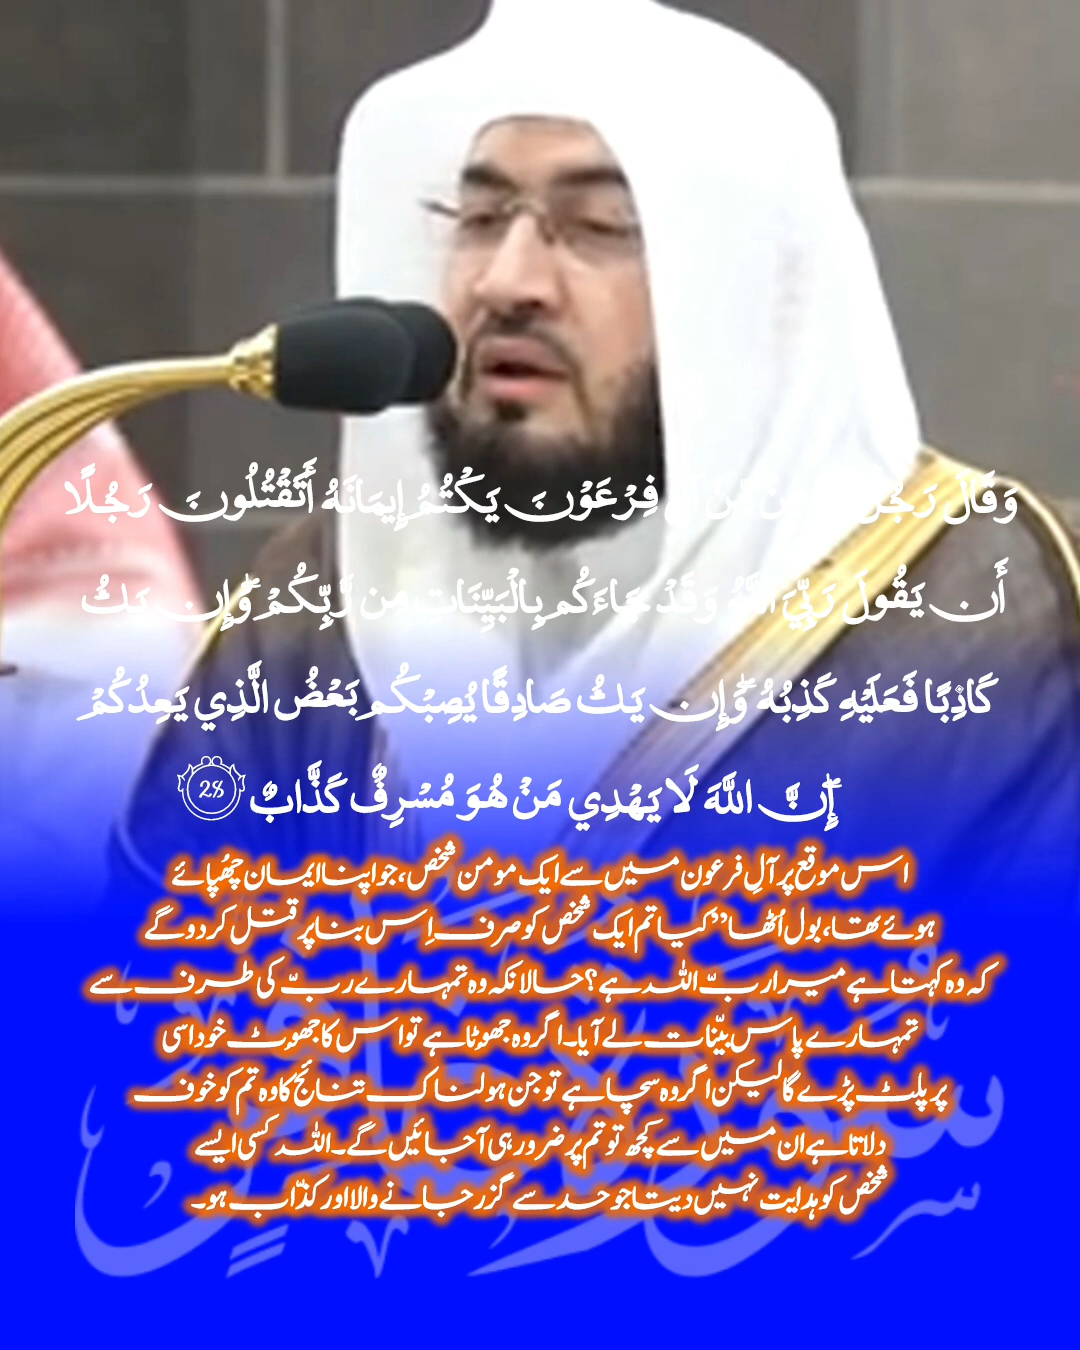 وَقَالَ رَجُلٌ مِّنْ آلِ فِرْعَوْنَ يَكْتُمُ إِيمَانَهُ أَتَقْتُلُونَ رَجُلًا
أَن يَقُولَ رَبِّيَ اللَّهُ وَقَدْ جَاءَكُم بِالْبَيِّنَاتِ مِن رَّبِّكُمْ ۖ وَإِن يَكُ
كَاذِبًا فَعَلَيْهِ كَذِبُهُ ۖ وَإِن يَكُ صَادِقًا يُصِبْكُم بَعْضُ الَّذِي يَعِدُكُمْ
ۖ إِنَّ اللَّهَ لَا يَهْدِي مَنْ هُوَ مُسْرِفٌ كَذَّابٌ 28
اس موقع پر آلِ فرعون میں سے ایک مومن شخص، جو اپنا ایمان چھُپائے
ہوئے تھا، بول اُٹھا ”کیا تم ایک شخص کو صرف اِس بنا پر قتل کر دو گے
کہ وہ کہتا ہے میرا ربّ اللہ ہے؟ حالانکہ وہ تمہارے ربّ کی طرف سے
تمہارے پاس بیّنات لے آیا۔ اگر وہ جھوٹا ہے تو اس کا جھوٹ خود اسی
پر پلٹ پڑے گا لیکن اگر وہ سچا ہے تو جن ہولناک نتائج کا وہ تم کو خوف
دلاتا ہے ان میں سے کچھ تو تم پر ضرور ہی آ جائیں گے۔ اللہ کسی ایسے
شخص کو ہدایت نہیں دیتا جو حد سے گزر جانے والا اور کذّاب ہو۔
سورة غافر